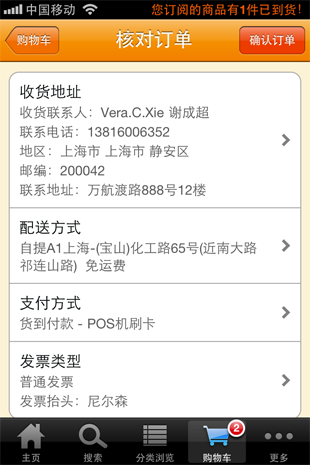 中国移动
您订阅的商品有1件已到货!
购物车
核对订单
确认订单
收货地址
收货联系人：Vera.C.Xie 谢成超
联系电话：13816006352
地区：上海市 上海市 静安区
邮编：200042
联系地址：万航渡路888号12楼
配送方式
自提A1上海-(宝山)化工路65号(近南大路
祁连山路) 免运费
支付方式
货到付款 - POS机刷卡
发票类型
普通发票
发票抬头：尼尔森
2
主页
搜索
分类浏览
购物车
更多